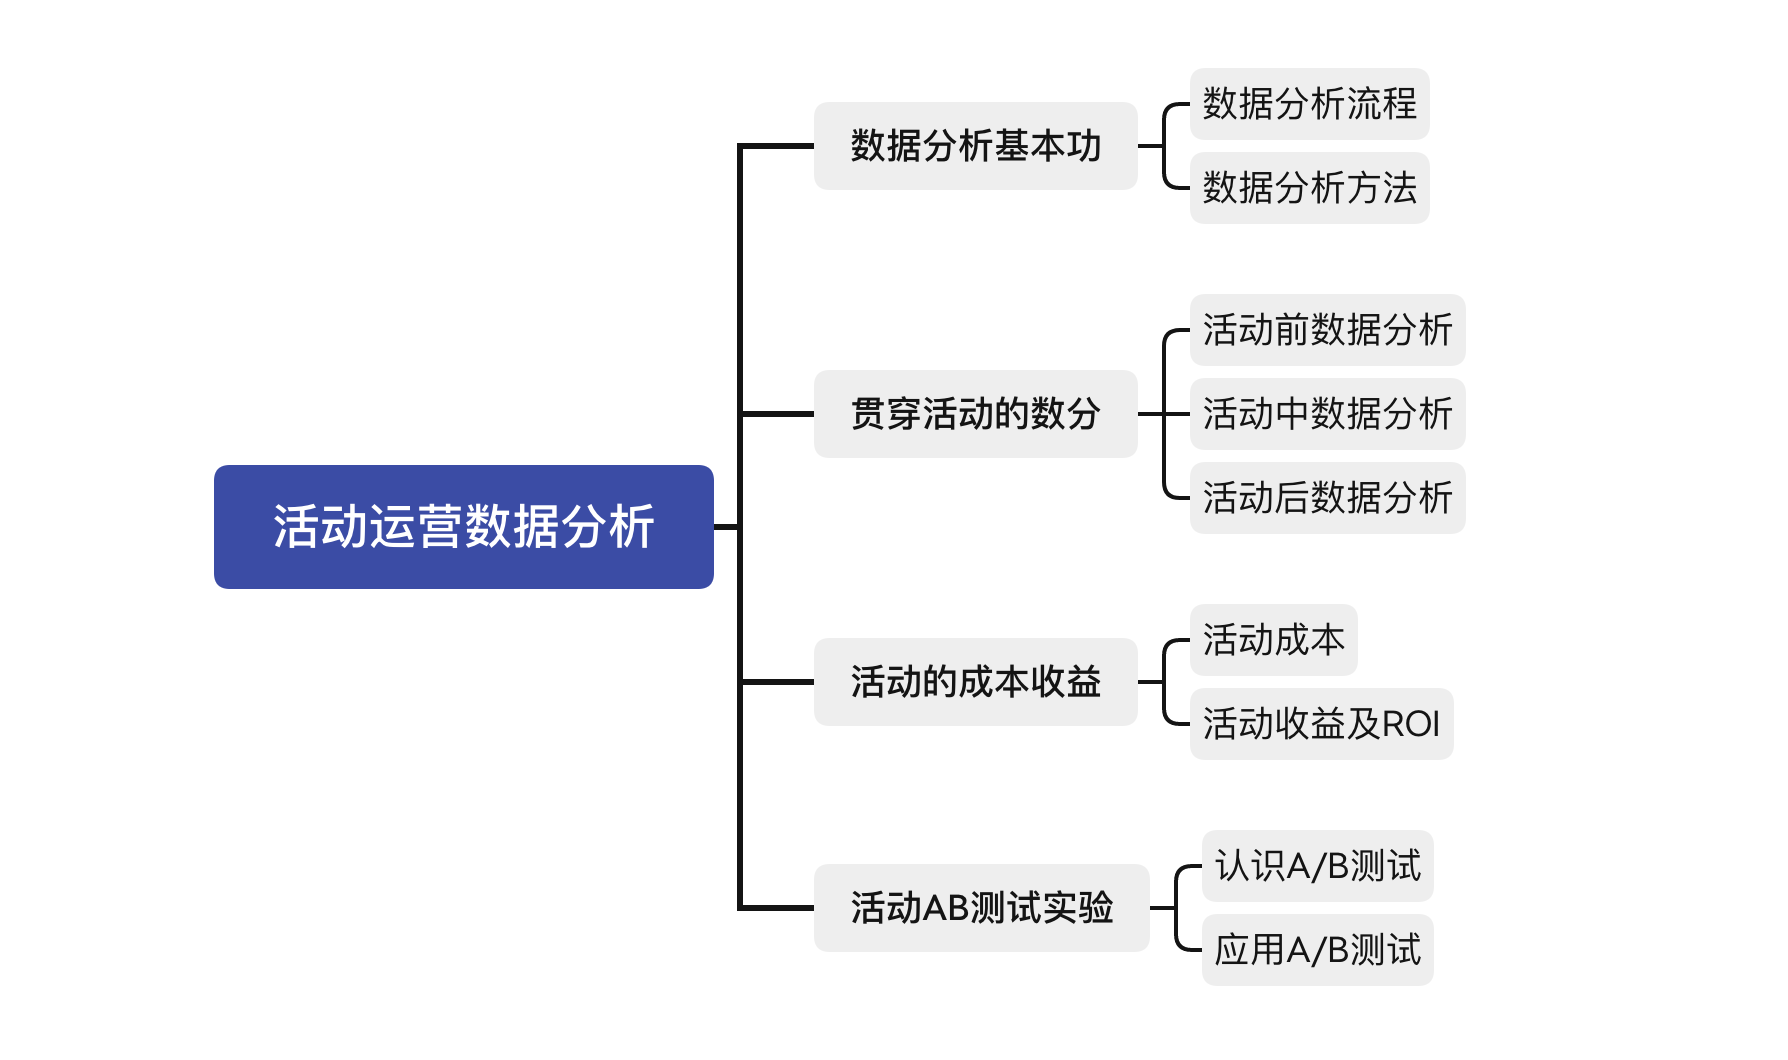 活动运营数据分析
数据分析基本功
数据分析流程
数据分析方法
贯穿活动的数分
活动前数据分析
活动中数据分析
活动后数据分析
活动的成本收益
活动成本
活动收益及ROI
活动AB测试实验
认识A/B测试
应用A/B测试